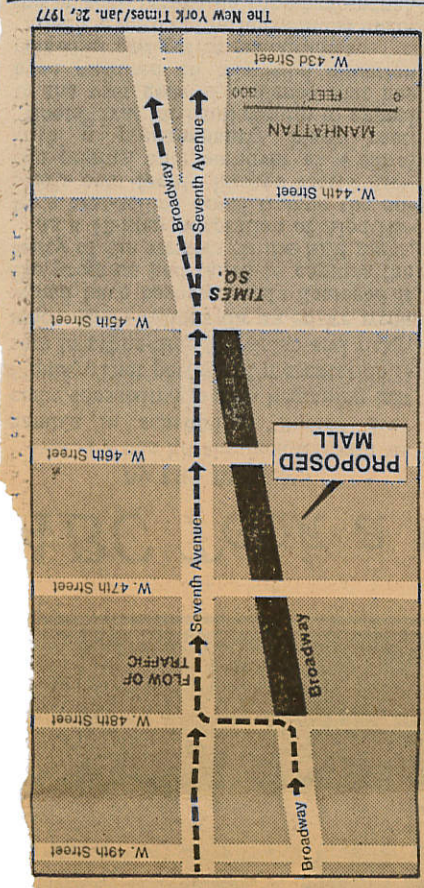 W. 49th Street
Broadway
W. 48th Street
FLOW OF
TRAFFIC
Broadway
Seventh Avenue
W. 47th Street
PROPOSED
MALL
W. 46th Street
W. 45th Street
TIMES
SQ.
Broadway
Seventh Avenue
W. 44th Street
MANHATTAN
0 FEET 300
W. 43d Street
The New York Times/Jan. 1977